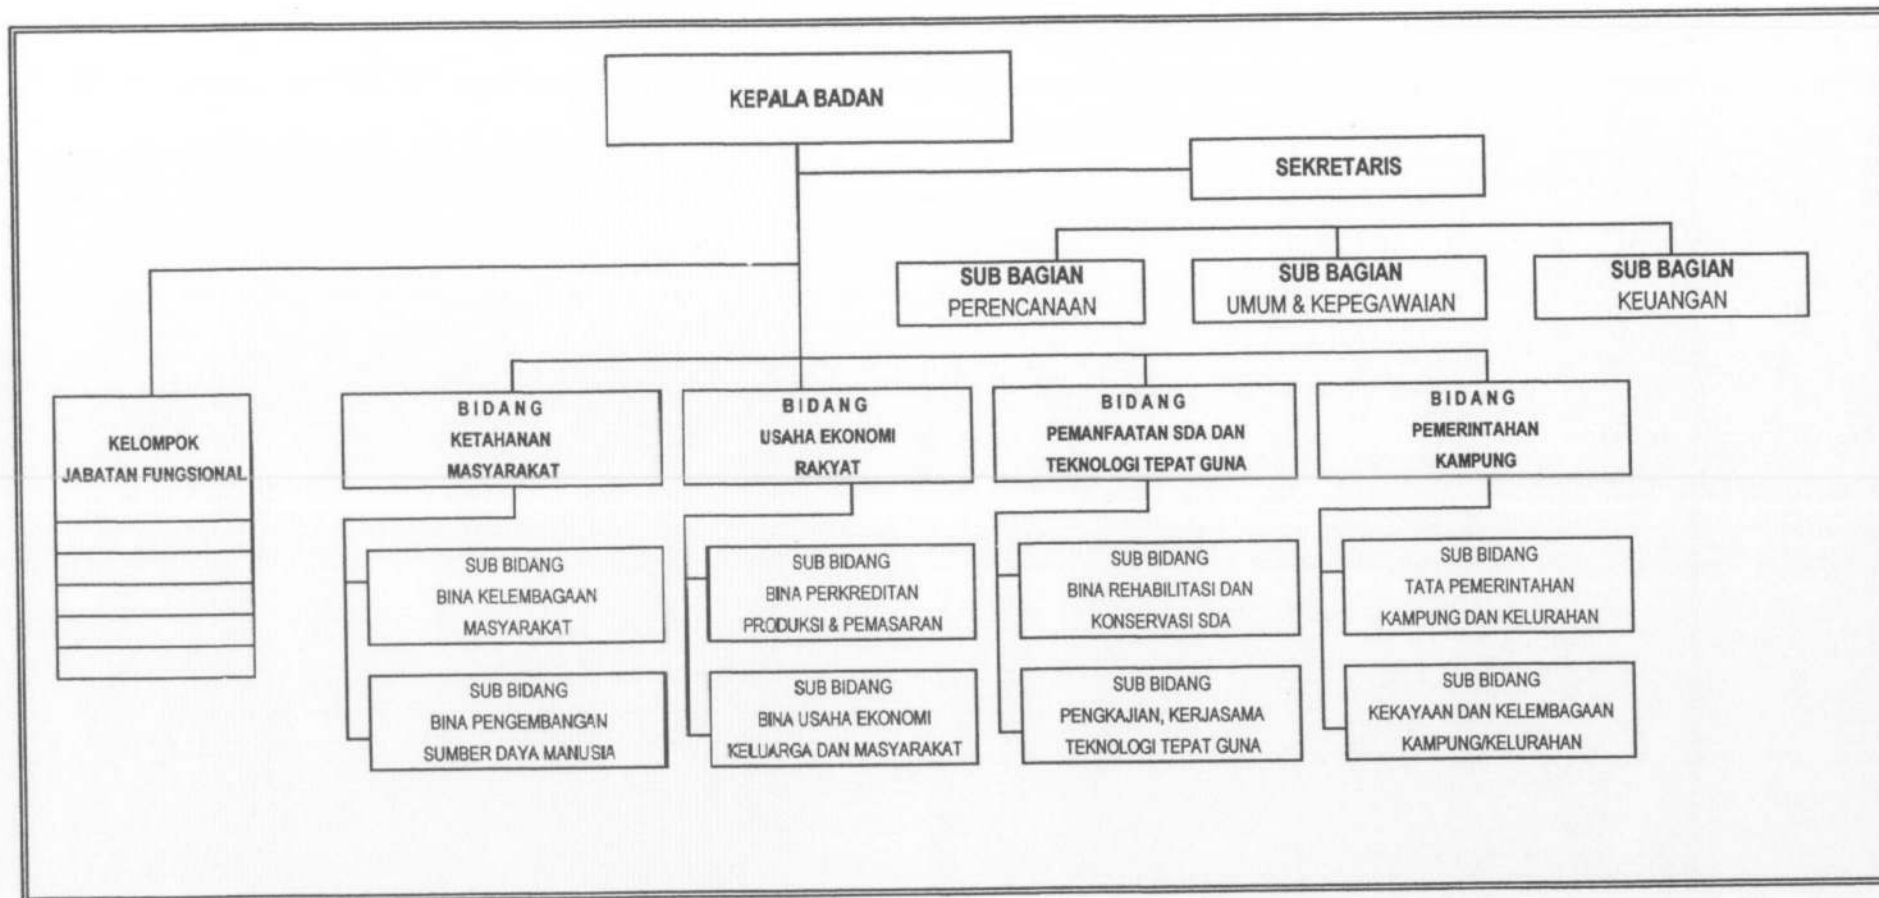 KEPALA BADAN
SEKRETARIS
SUB BAGIAN
PERENCANAAN
SUB BAGIAN
UMUM & KEPEGAWAIAN
SUB BAGIAN
KEUANGAN
KELOMPOK
JABATAN FUNGSIONAL
B I D A N G
KETAHANAN
MASYARAKAT
B I D A N G
USAHA EKONOMI
RAKYAT
B I D A N G
PEMANFAATAN SDA DAN
TEKNOLOGI TEPAT GUNA
B I D A N G
PEMERINTAHAN
KAMPUNG
SUB BIDANG
BINA KELEMBAGAAN
MASYARAKAT
SUB BIDANG
BINA PERKREDITAN
PRODUKSI & PEMASARAN
SUB BIDANG
BINA REHABILITASI DAN
KONSERVASI SDA
SUB BIDANG
TATA PEMERINTAHAN
KAMPUNG DAN KELURAHAN
SUB BIDANG
BINA PENGEMBANGAN
SUMBER DAYA MANUSIA
SUB BIDANG
BINA USAHA EKONOMI
KELUARGA DAN MASYARAKAT
SUB BIDANG
PENGKAJIAN, KERJASAMA
TEKNOLOGI TEPAT GUNA
SUB BIDANG
KEKAYAAN DAN KELEMBAGAAN
KAMPUNG/KELURAHAN